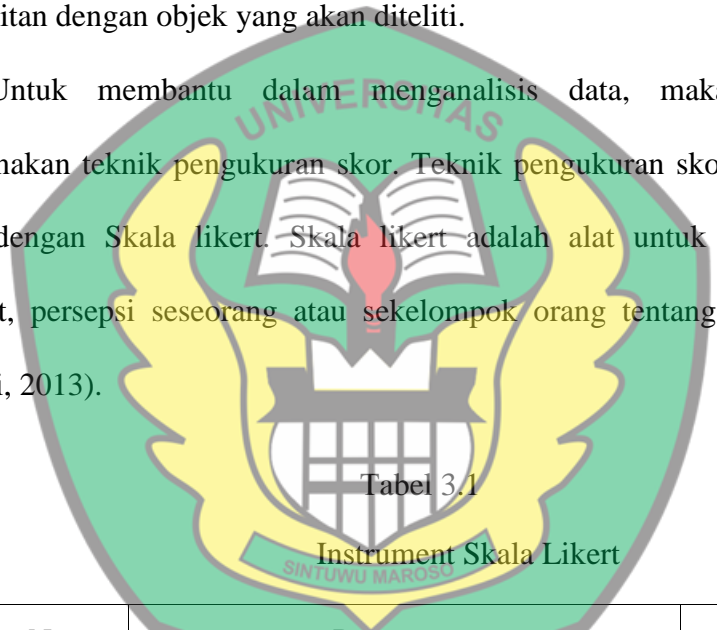 itan dengan objek yang akan diteliti.
Untuk membantu dalam menganalisis data, maka
nakan teknik pengukuran skor. Teknik pengukuran sko
dengan Skala likert. Skala likert adalah alat untuk
t, persepsi seseorang atau sekelompok orang tentang
i, 2013).
Tabel 3.1
Instrument Skala Likert
UNIVERSITAS
SINTUWU MAROSO